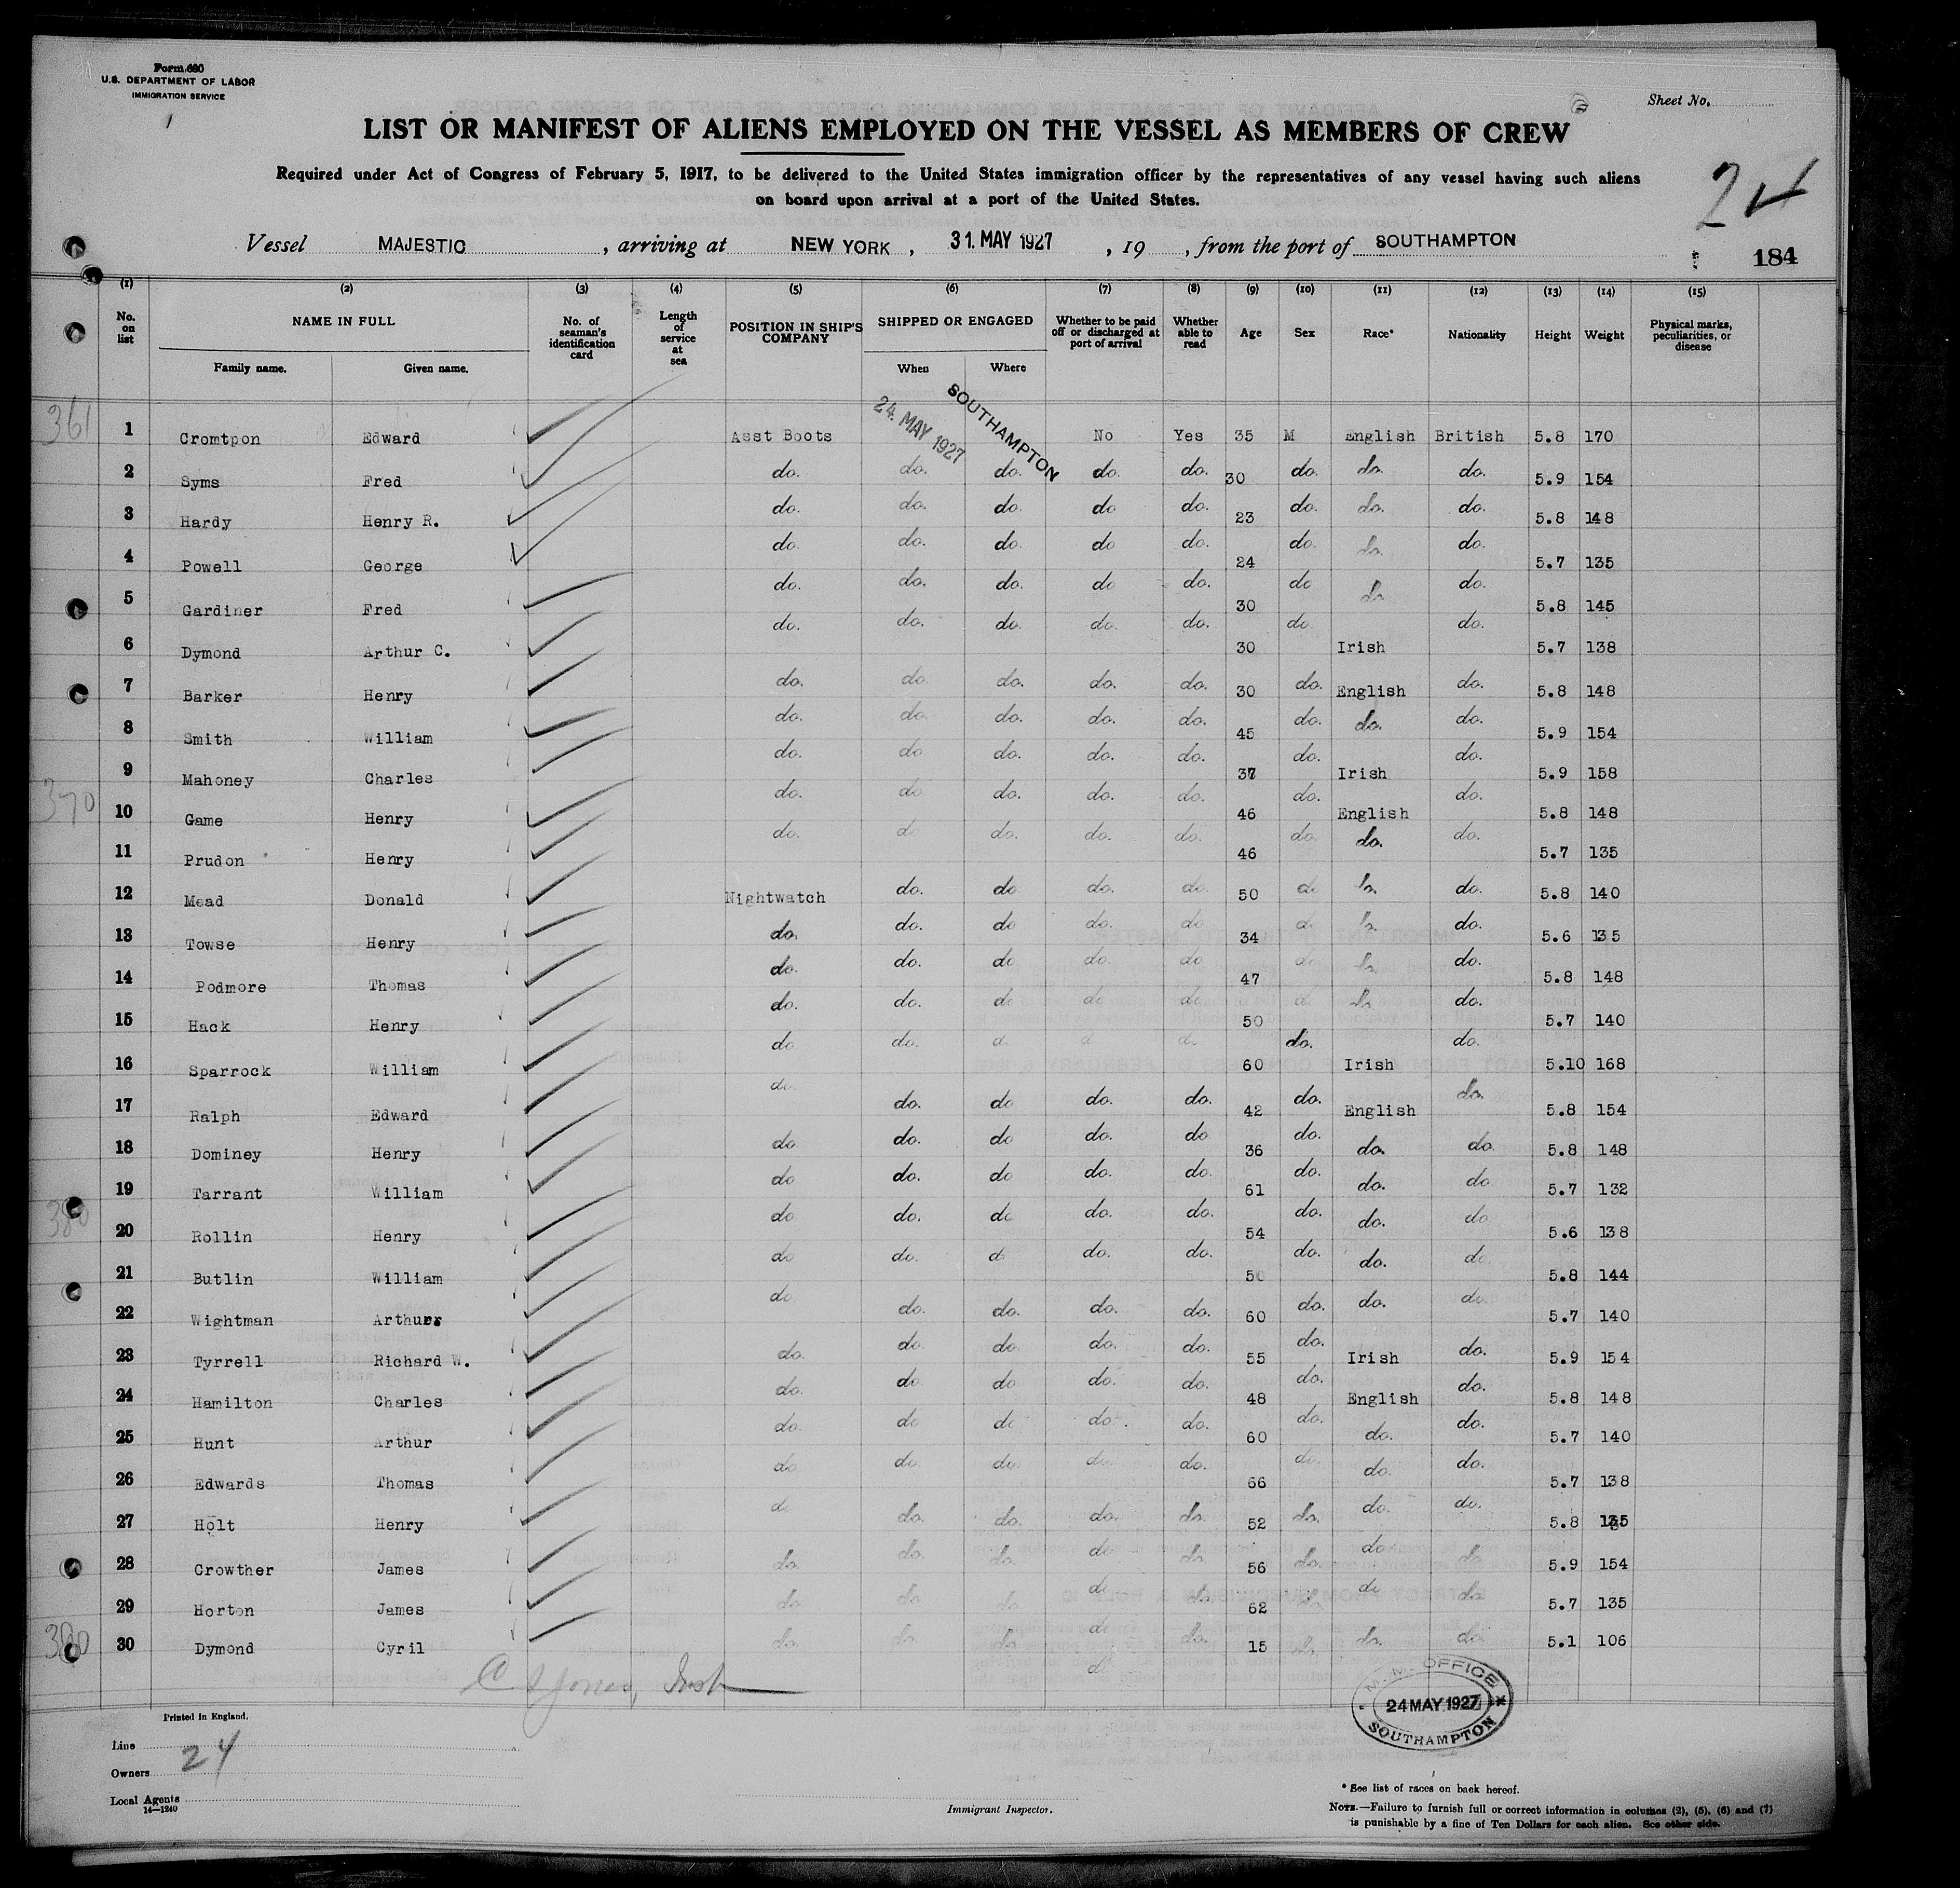 Form 680
U.S. DEPARTMENT OF LABOR
IMMIGRATION SERVICE
Sheet No.
LIST OR MANIFEST OF ALIENS EMPLOYED ON THE VESSEL AS MEMBERS OF CREW
Required under Act of Congress of February 5, 1917, to be delivered to the United States immigration officer by the representatives of any vessel having such aliens
on board upon arrival at a port of the United States.
24
Vessel MAJESTIC, arriving at NEW YORK, 31. MAY 1927, 19, from the port of SOUTHAMPTON
184
(1) (2) (3) (4) (5) (6) (7) (8) (9) (10) (11) (12) (13) (14) (15)
No. on list NAME IN FULL Family name. Given name. No. of seaman's identification card Length of service at sea POSITION IN SHIP'S COMPANY SHIPPED OR ENGAGED When Where Whether to be paid off or discharged at port of arrival Whether able to read Age Sex Race* Nationality Height Weight Physical marks, peculiarities, or disease
361 1 Cromtpon Edward Asst Boots 24. MAY 1927 SOUTHAMPTON No Yes 35 M English British 5.8 170
2 Syms Fred do. do. do. do. do. 30 do. do. do. 5.9 154
3 Hardy Henry R. do. do. do. do do. 23 do. do. do. 5.8 148
4 Powell George do. do. do. do do. 24 do. do. do. 5.7 135
5 Gardiner Fred do. do. do. do do. 30 do do do. 5.8 145
6 Dymond Arthur C. do. do. do. do. do. 30 do. Irish do. 5.7 138
7 Barker Henry do. do. do. do. do. 30 do. English do. 5.8 148
8 Smith William do. do. do. do. do. 45 do. do. do. 5.9 154
9 Mahoney Charles do. do do. do. do. 37 do. Irish do. 5.9 158
370 10 Game Henry do. do do. do. do. 46 do. English do. 5.8 148
11 Prudon Henry do. do do. do. do. 46 do. do. do. 5.7 135
12 Mead Donald Nightwatch do. do do. do 50 do do. do. 5.8 140
13 Towse Henry do. do. do do. do 34 do do. do. 5.6 135
14 Podmore Thomas do. do. do do. do 47 do do. do. 5.8 148
15 Hack Henry do. do. do do do 50 do do. do. 5.7 140
16 Sparrock William do do. d. d d. 60 do. Irish do. 5.10 168
17 Ralph Edward do. do. do do. do. 42 do. English do. 5.8 154
18 Dominey Henry do do. do do. do 36 do. do. do. 5.8 148
19 Tarrant William do do. do do. do. 61 do. do. do 5.7 132
380 20 Rollin Henry do. do. do do. do. 54 do. do. do 5.6 138
21 Butlin William do do. d. do. do. do. do. do 5.8 144
22 Wightman Arthurr do. do. do. do. do. 60 do. do. do. 5.7 140
23 Tyrrell Richard W. do. do. do. do. do. 55 do. Irish do. 5.9 154
24 Hamilton Charles do. do do do. do. 48 do. English do. 5.8 148
25 Hunt Arthur do. do do do. do. 60 do. do. do. 5.7 140
26 Edwards Thomas do do. do. do. do. 66 do. do. do. 5.7 138
27 Holt Henry do do. do. do. do. 52 do. do. do. 5.8 135
28 Crowther James do. do. do. do do. 56 do. do. do 5.9 154
29 Horton James do. do. do. do do. 62 do. do do 5.7 135
390 30 Dymond Cyril do. do. do. do do. 15 do. do. do. 5.1 106
do
C S Jones, Inst
M.M. OFFICE
24 MAY 1927
SOUTHAMPTON
Printed in England.
Line
24
Owners
Local Agents
14—1240
Immigrant Inspector.
* See list of races on back hereof.
NOTE.—Failure to furnish full or correct information in columns (2), (5), (6) and (7)
is punishable by a fine of Ten Dollars for each alien. See other side.